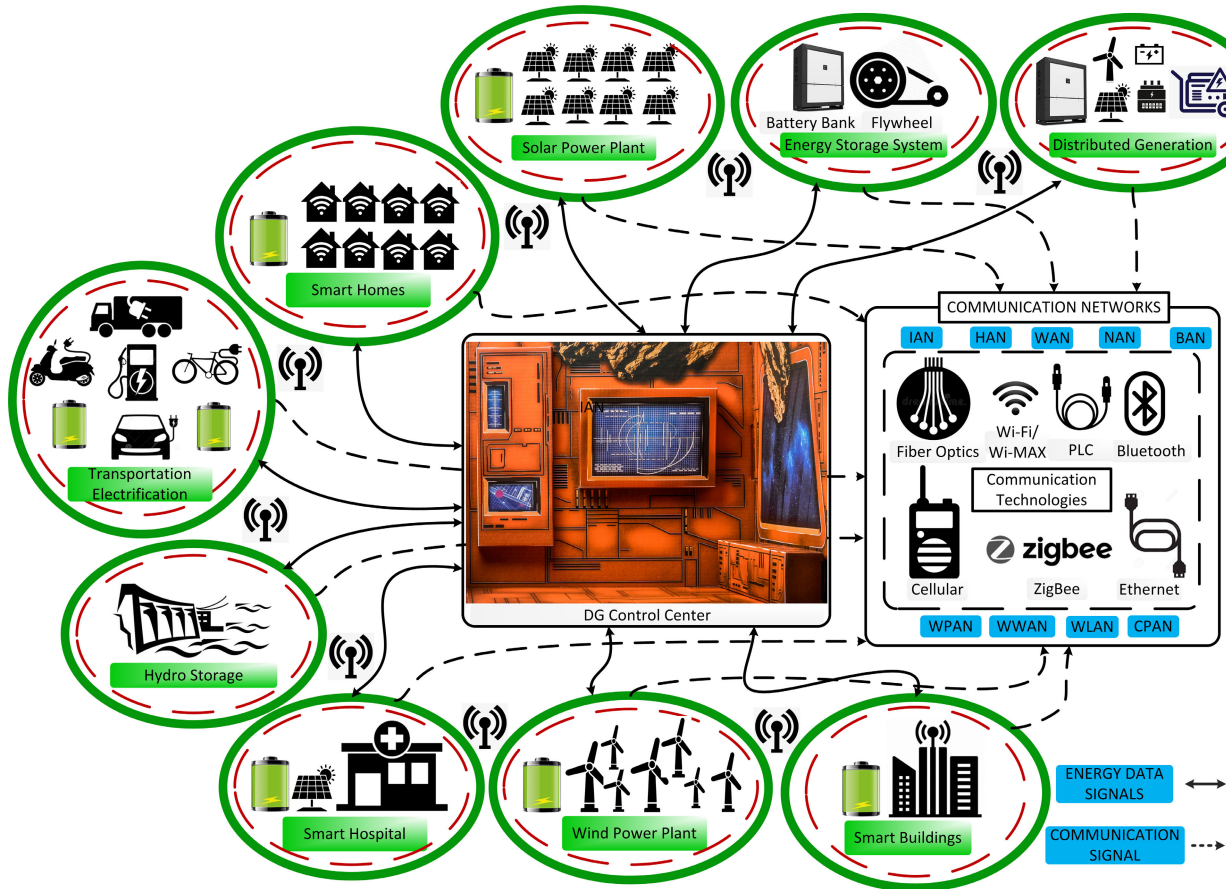 Solar Power Plant
Battery Bank
Flywheel
Energy Storage System
Distributed Generation
Smart Homes
Transportation
Electrification
Hydro Storage
Smart Hospital
Wind Power Plant
Smart Buildings
IAN
DG Control Center
COMMUNICATION NETWORKS
IAN
HAN
WAN
NAN
BAN
Fiber Optics
Wi-Fi/
Wi-MAX
PLC
Bluetooth
Communication
Technologies
Cellular
zigbee
ZigBee
Ethernet
WPAN
WWAN
WLAN
CPAN
ENERGY DATA
SIGNALS
COMMUNICATION
SIGNAL